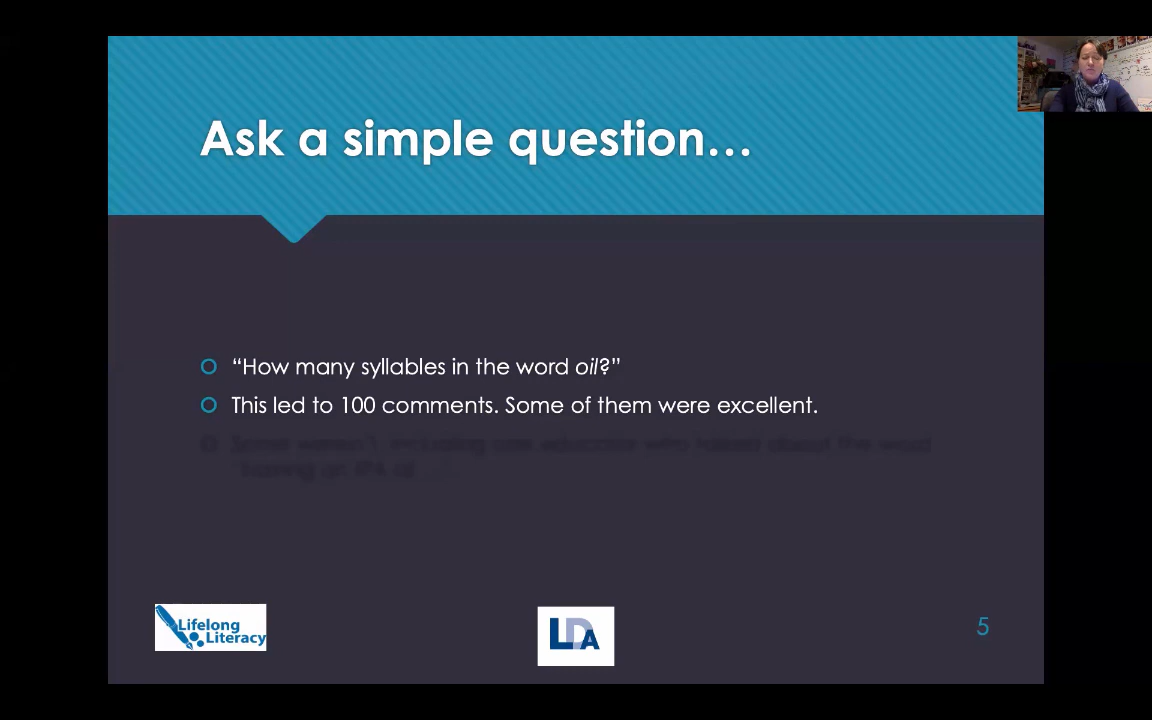 Ask a simple question…
“How many syllables in the word oil?”
This led to 100 comments. Some of them were excellent.
Lifelong
Literacy
LDA
5